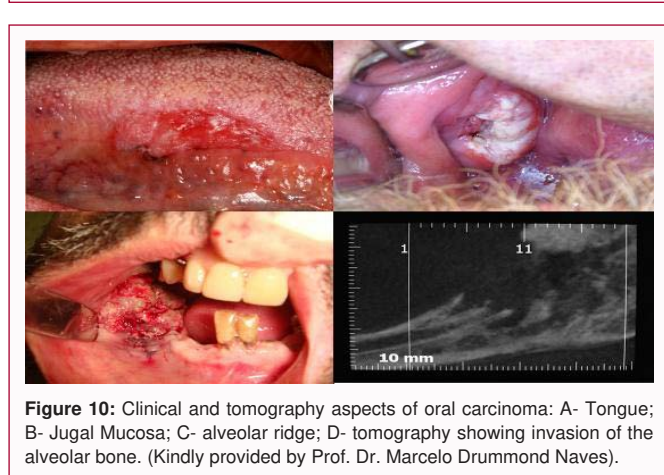 1
11
10 mm
Figure 10: Clinical and tomography aspects of oral carcinoma: A- Tongue;
B- Jugal Mucosa; C- alveolar ridge; D- tomography showing invasion of the
alveolar bone. (Kindly provided by Prof. Dr. Marcelo Drummond Naves).